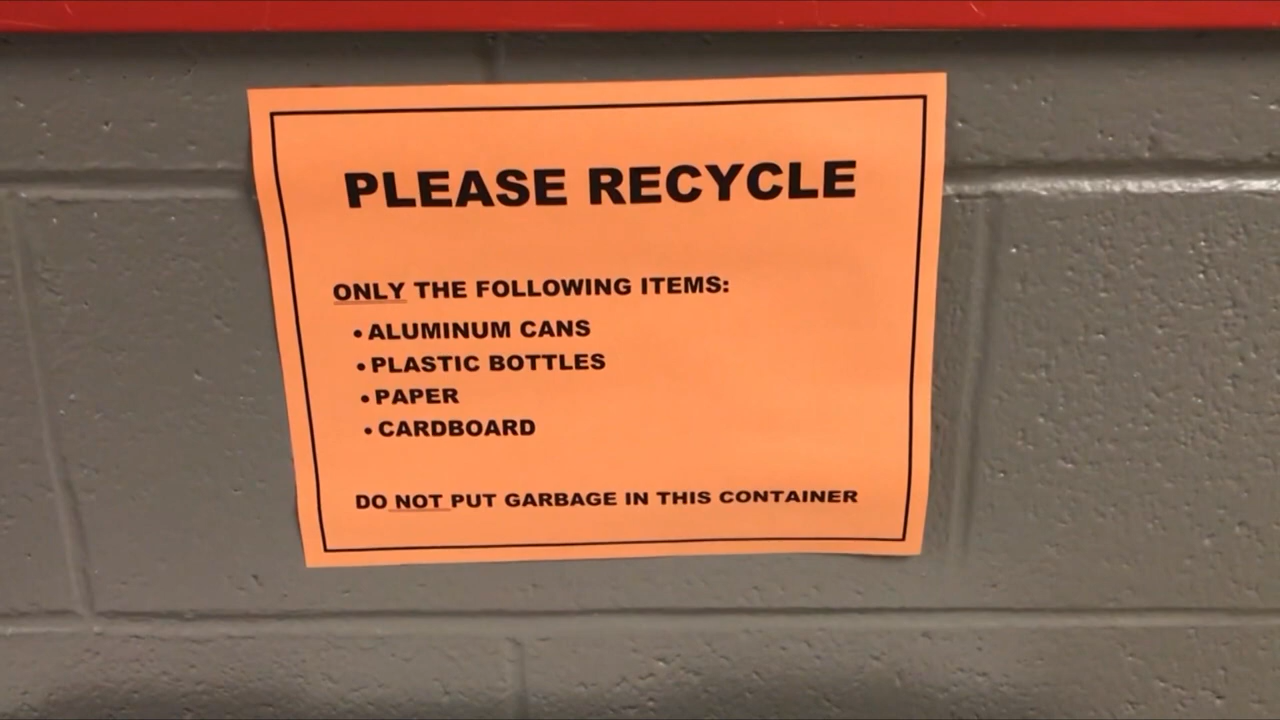 PLEASE RECYCLE
ONLY THE FOLLOWING ITEMS:
• ALUMINUM CANS
• PLASTIC BOTTLES
• PAPER
• CARDBOARD
DO NOT PUT GARBAGE IN THIS CONTAINER